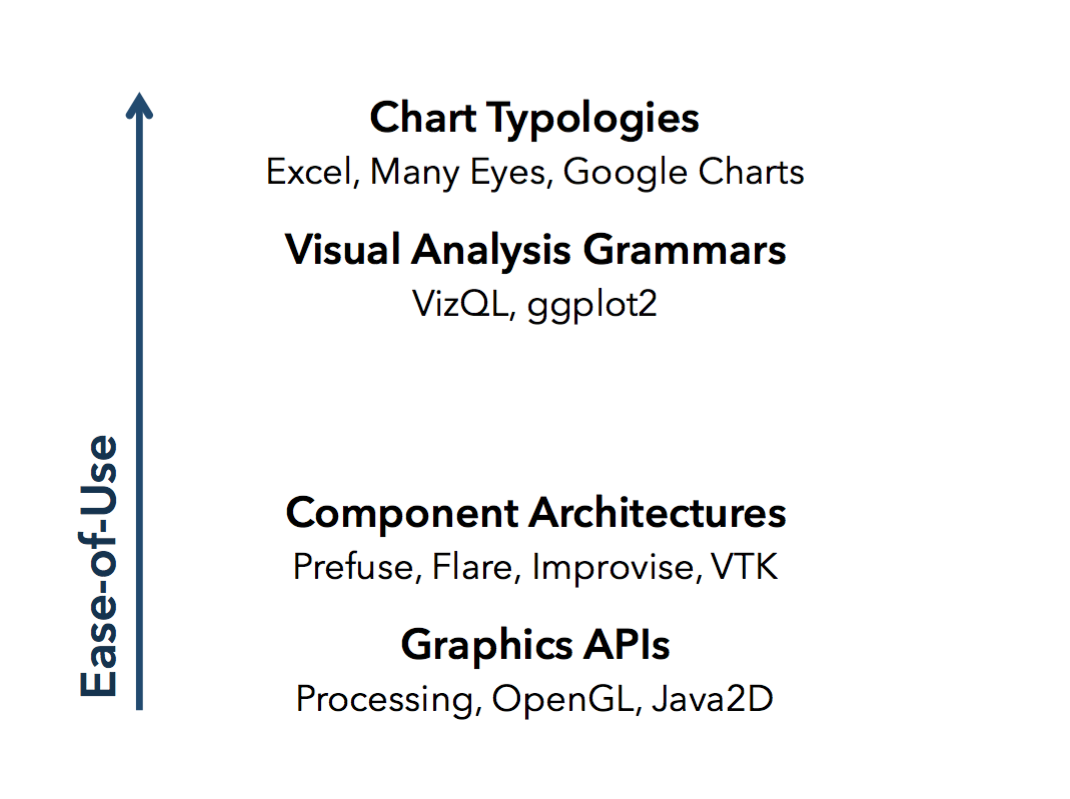 Chart Typologies
Excel, Many Eyes, Google Charts
Visual Analysis Grammars
VizQL, ggplot2
Component Architectures
Prefuse, Flare, Improvise, VTK
Graphics APIs
Processing, OpenGL, Java2D
Ease-of-Use